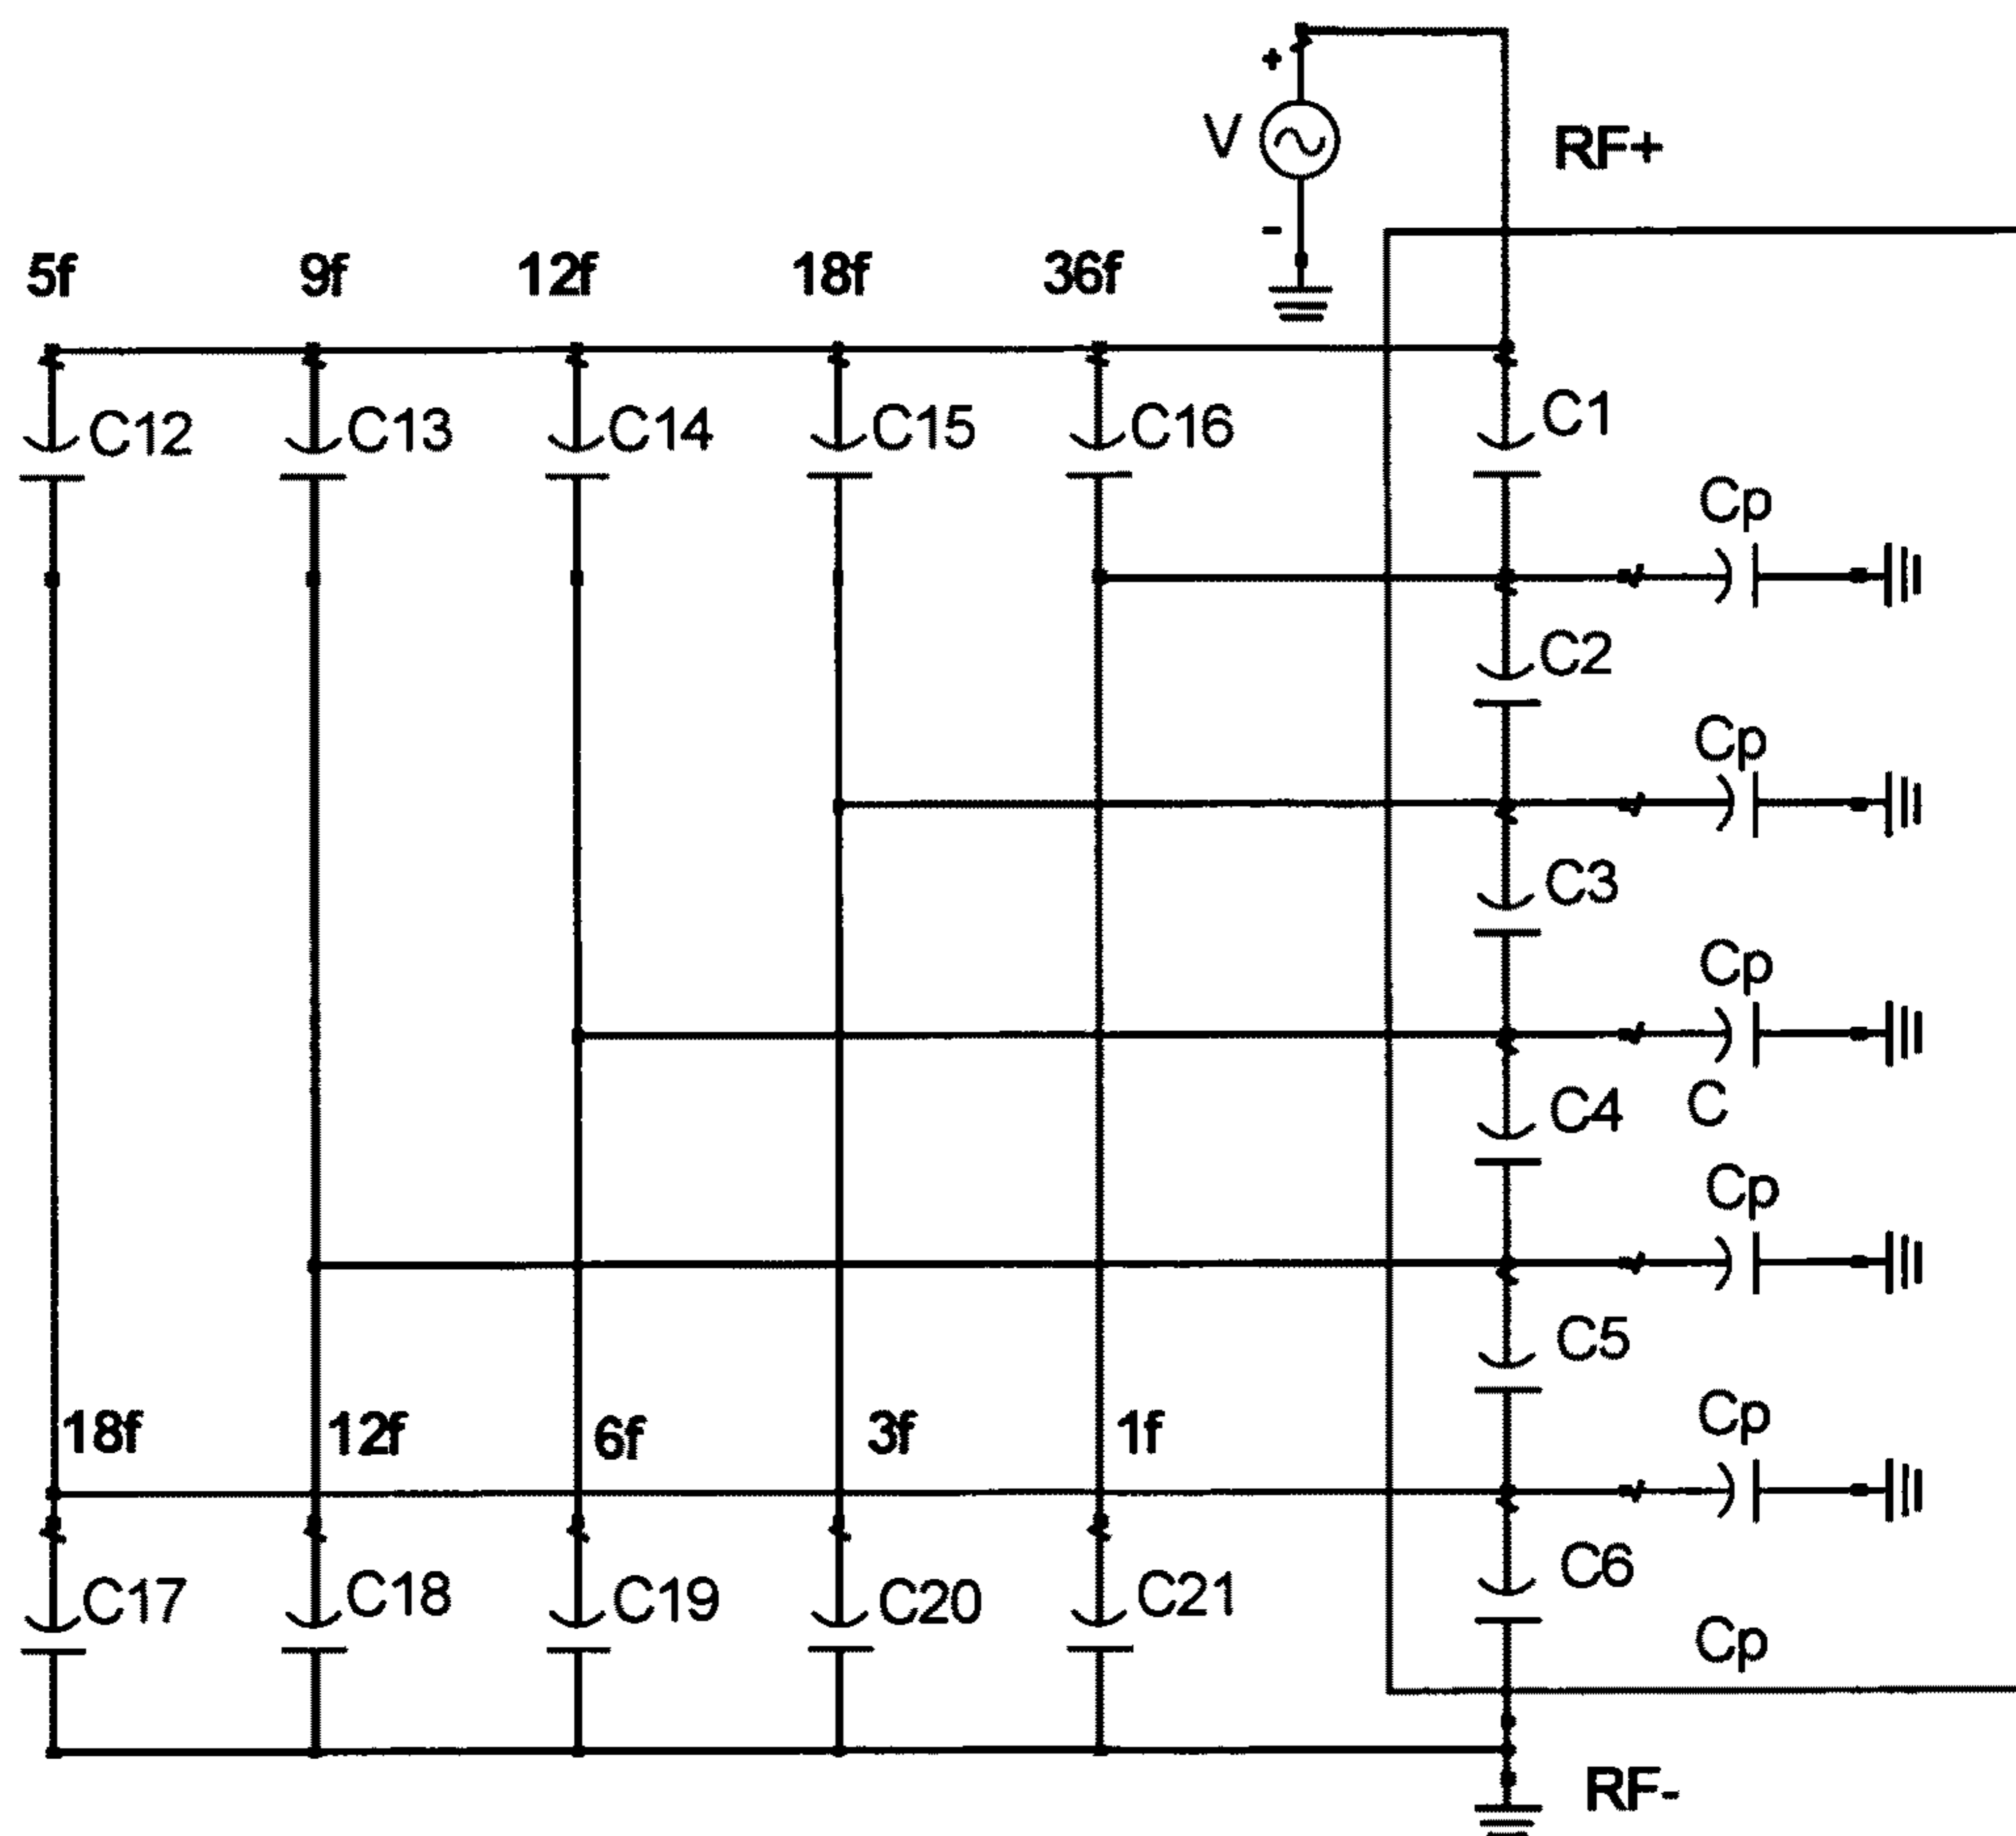 +
V
RF+
-
5f 9f 12f 18f 36f
C12 C13 C14 C15 C16 C1
Cp
C2
Cp
C3
Cp
C4 C
Cp
C5
Cp
18f 12f 6f 3f 1f
C17 C18 C19 C20 C21 C6
Cp
RF-